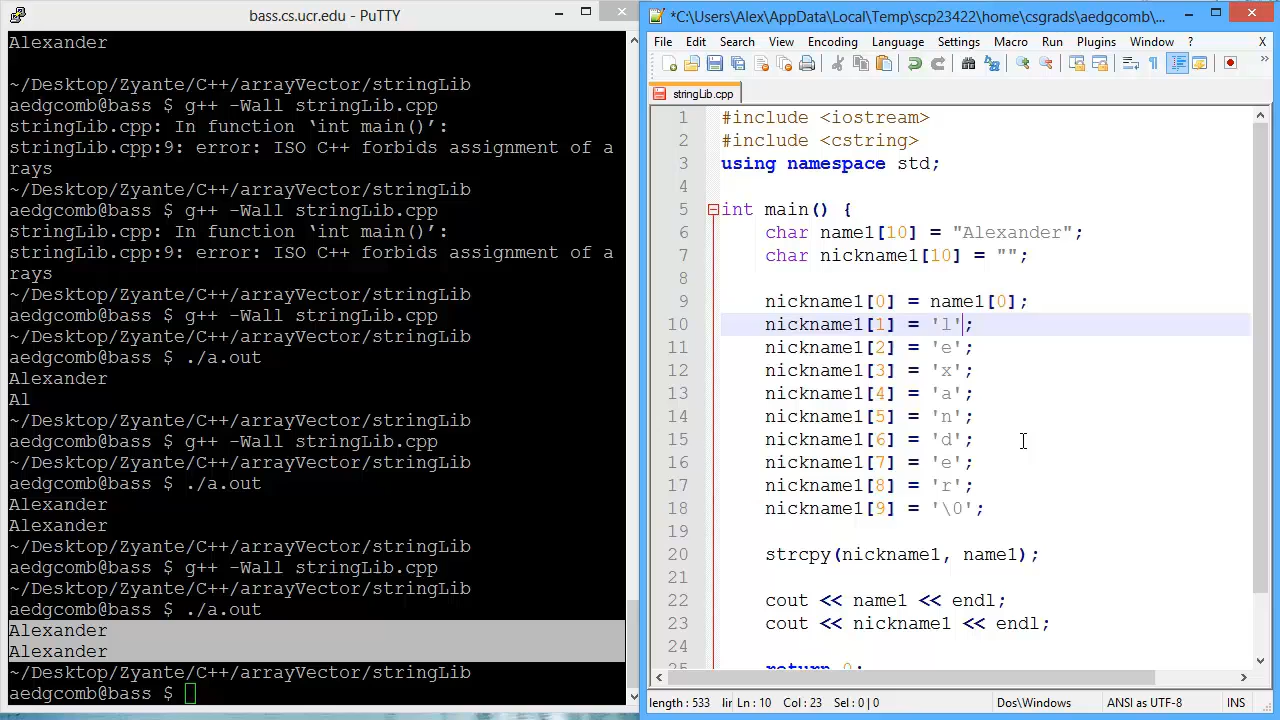 bass.cs.ucr.edu - PuTTY
Alexander
~/Desktop/Zyante/C++/arrayVector/stringLib
aedgcomb@bass $ g++ -Wall stringLib.cpp
stringLib.cpp: In function ‘int main()’:
stringLib.cpp:9: error: ISO C++ forbids assignment of a
rays
~/Desktop/Zyante/C++/arrayVector/stringLib
aedgcomb@bass $ g++ -Wall stringLib.cpp
stringLib.cpp: In function ‘int main()’:
stringLib.cpp:9: error: ISO C++ forbids assignment of a
rays
~/Desktop/Zyante/C++/arrayVector/stringLib
aedgcomb@bass $ g++ -Wall stringLib.cpp
~/Desktop/Zyante/C++/arrayVector/stringLib
aedgcomb@bass $ ./a.out
Alexander
Al
~/Desktop/Zyante/C++/arrayVector/stringLib
aedgcomb@bass $ g++ -Wall stringLib.cpp
~/Desktop/Zyante/C++/arrayVector/stringLib
aedgcomb@bass $ ./a.out
Alexander
Alexander
~/Desktop/Zyante/C++/arrayVector/stringLib
aedgcomb@bass $ g++ -Wall stringLib.cpp
~/Desktop/Zyante/C++/arrayVector/stringLib
aedgcomb@bass $ ./a.out
Alexander
Alexander
~/Desktop/Zyante/C++/arrayVector/stringLib
aedgcomb@bass $
*C:\Users\Alex\AppData\Local\Temp\scp23422\home\csgrads\aedgcomb\...
File Edit Search View Encoding Language Settings Macro Run Plugins Window ? X
stringLib.cpp
1 #include <iostream>
2 #include <cstring>
3 using namespace std;
4
5 int main() {
6 char name1[10] = "Alexander";
7 char nickname1[10] = "";
8
9 nickname1[0] = name1[0];
10 nickname1[1] = 'l';
11 nickname1[2] = 'e';
12 nickname1[3] = 'x';
13 nickname1[4] = 'a';
14 nickname1[5] = 'n';
15 nickname1[6] = 'd';
16 nickname1[7] = 'e';
17 nickname1[8] = 'r';
18 nickname1[9] = '\0';
19
20 strcpy(nickname1, name1);
21
22 cout << name1 << endl;
23 cout << nickname1 << endl;
24
25 return 0;
length : 533 lir Ln : 10 Col : 23 Sel : 0 | 0 Dos\Windows ANSI as UTF-8 INS